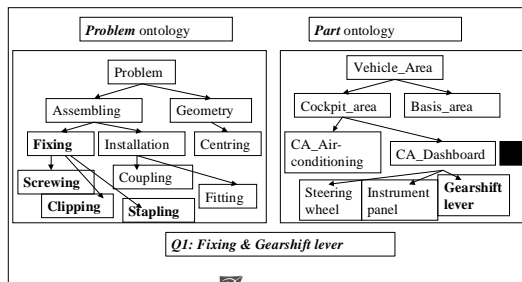 Problem ontology
Part ontology
Problem
Assembling
Geometry
Fixing
Installation
Centring
Screwing
Coupling
Clipping
Stapling
Fitting
Vehicle_Area
Cockpit_area
Basis_area
CA_Air-
conditioning
CA_Dashboard
Steering
wheel
Instrument
panel
Gearshift
lever
Q1: Fixing & Gearshift lever